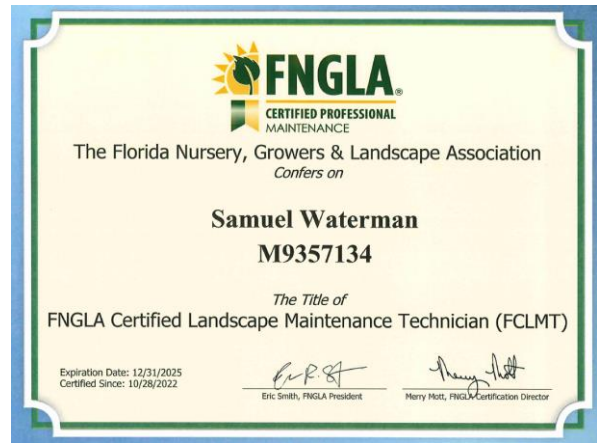 FNGLA®
CERTIFIED PROFESSIONAL
MAINTENANCE
The Florida Nursery, Growers & Landscape Association
Confers on
Samuel Waterman
M9357134
The Title of
FNGLA Certified Landscape Maintenance Technician (FCLMT)
Expiration Date: 12/31/2025
Certified Since: 10/28/2022
Eric Smith, FNGLA President
Merry Mott, FNGLA Certification Director